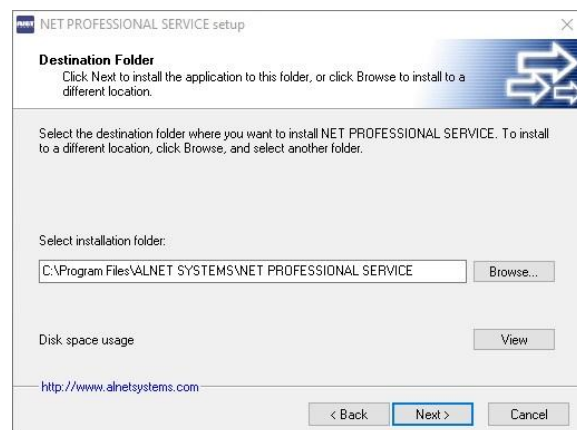 ALNET NET PROFESSIONAL SERVICE setup
Destination Folder
Click Next to install the application to this folder, or click Browse to install to a
different location.
Select the destination folder where you want to install NET PROFESSIONAL SERVICE. To install
to a different location, click Browse, and select another folder.
Select installation folder:
C:\Program Files\ALNET SYSTEMS\NET PROFESSIONAL SERVICE Browse...
Disk space usage View
http://www.alnetsystems.com
< Back Next > Cancel